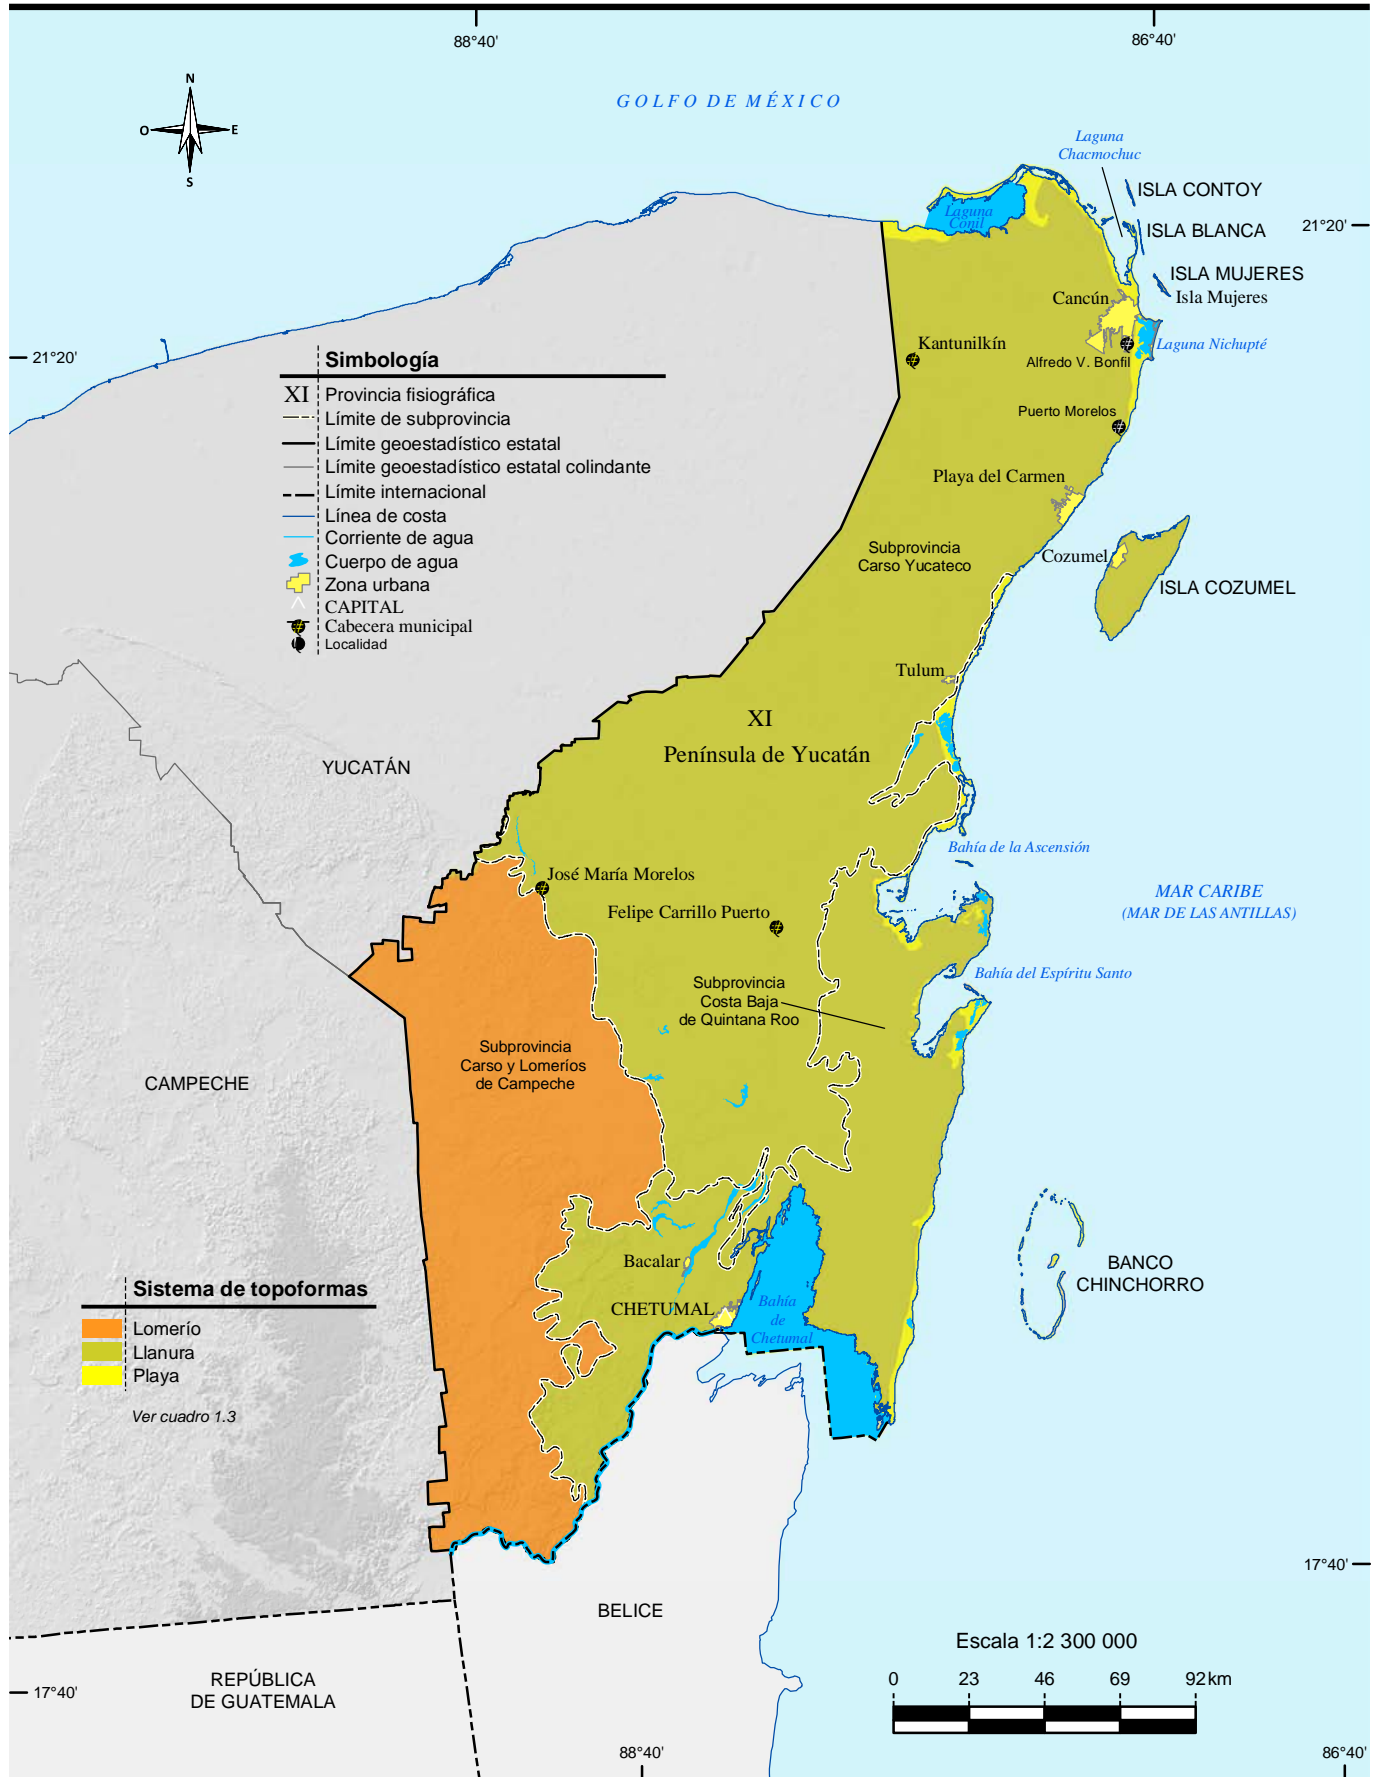 88°40'
86°40'
N
O
E
S
GOLFO DE MÉXICO
Laguna
Chacmochuc
ISLA CONTOY
Laguna
Conil
ISLA BLANCA
21°20'
ISLA MUJERES
Isla Mujeres
Cancún
Laguna Nichupté
Kantunilkín
Alfredo V. Bonfil
21°20'
Simbología
XI Provincia fisiográfica
Límite de subprovincia
Límite geoestadístico estatal
Límite geoestadístico estatal colindante
Límite internacional
Línea de costa
Corriente de agua
Cuerpo de agua
Zona urbana
CAPITAL
Cabecera municipal
Localidad
Puerto Morelos
Playa del Carmen
Subprovincia
Carso Yucateco
Cozumel
ISLA COZUMEL
Tulum
XI
Península de Yucatán
YUCATÁN
Bahía de la Ascensión
José María Morelos
MAR CARIBE
(MAR DE LAS ANTILLAS)
Felipe Carrillo Puerto
Bahía del Espíritu Santo
Subprovincia
Costa Baja
de Quintana Roo
Subprovincia
Carso y Lomeríos
de Campeche
CAMPECHE
Bacalar
BANCO
CHINCHORRO
CHETUMAL
Bahía
de
Chetumal
Sistema de topoformas
Lomerío
Llanura
Playa
Ver cuadro 1.3
17°40'
BELICE
Escala 1:2 300 000
REPÚBLICA
DE GUATEMALA
0 23 46 69 92 km
17°40'
88°40'
86°40'